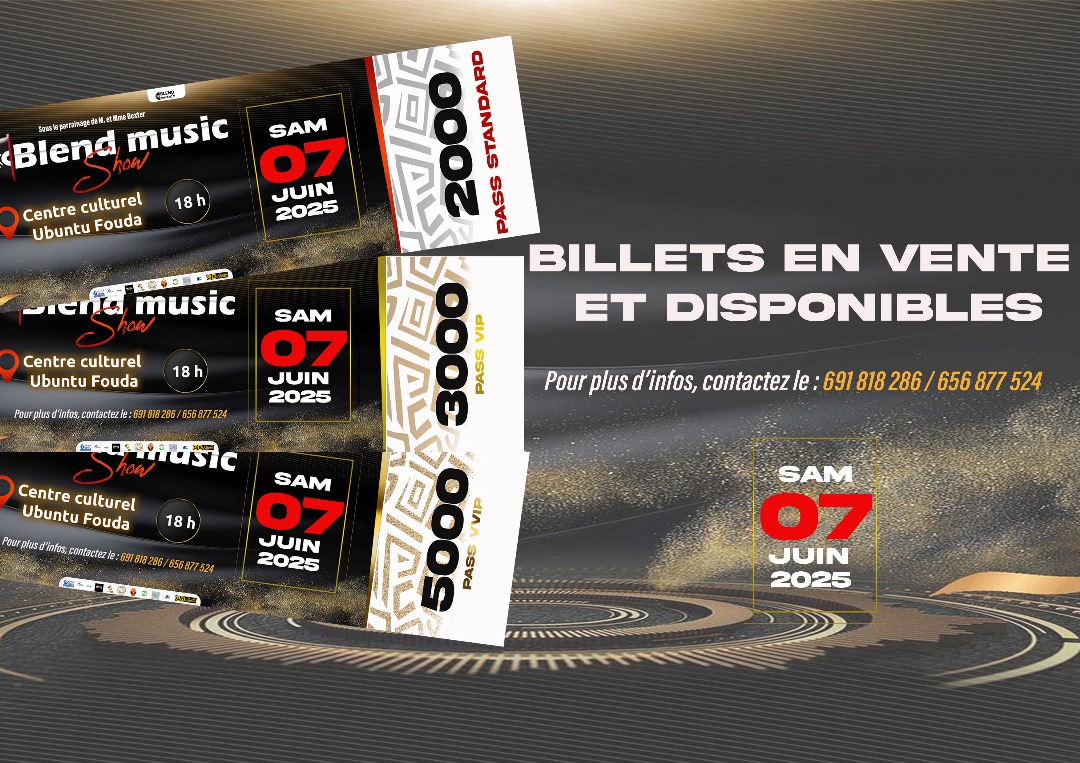 BLEND
Sous le parrainage de M. et Mme Bexter
Blend music
Show
Centre culturel
Ubuntu Fouda
18 h
SAM
07
JUIN
2025
2000
PASS STANDARD
Blend music
Show
Centre culturel
Ubuntu Fouda
18 h
Pour plus d'infos, contactez le : 691 818 286 / 656 877 524
SAM
07
JUIN
2025
3000
PASS VIP
music
Show
Centre culturel
Ubuntu Fouda
18 h
Pour plus d'infos, contactez le : 691 818 286 / 656 877 524
SAM
07
JUIN
2025
5000
PASS VVIP
BILLETS EN VENTE
ET DISPONIBLES
Pour plus d'infos, contactez le : 691 818 286 / 656 877 524
SAM
07
JUIN
2025